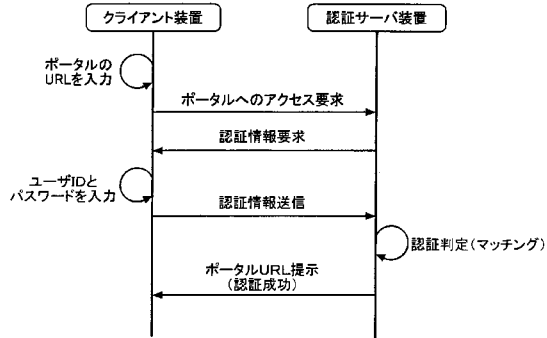 クライアント装置
認証サーバ装置
ポータルの
URLを入力
ポータルへのアクセス要求
認証情報要求
ユーザIDと
パスワードを入力
認証情報送信
認証判定(マッチング)
ポータルURL提示
(認証成功)